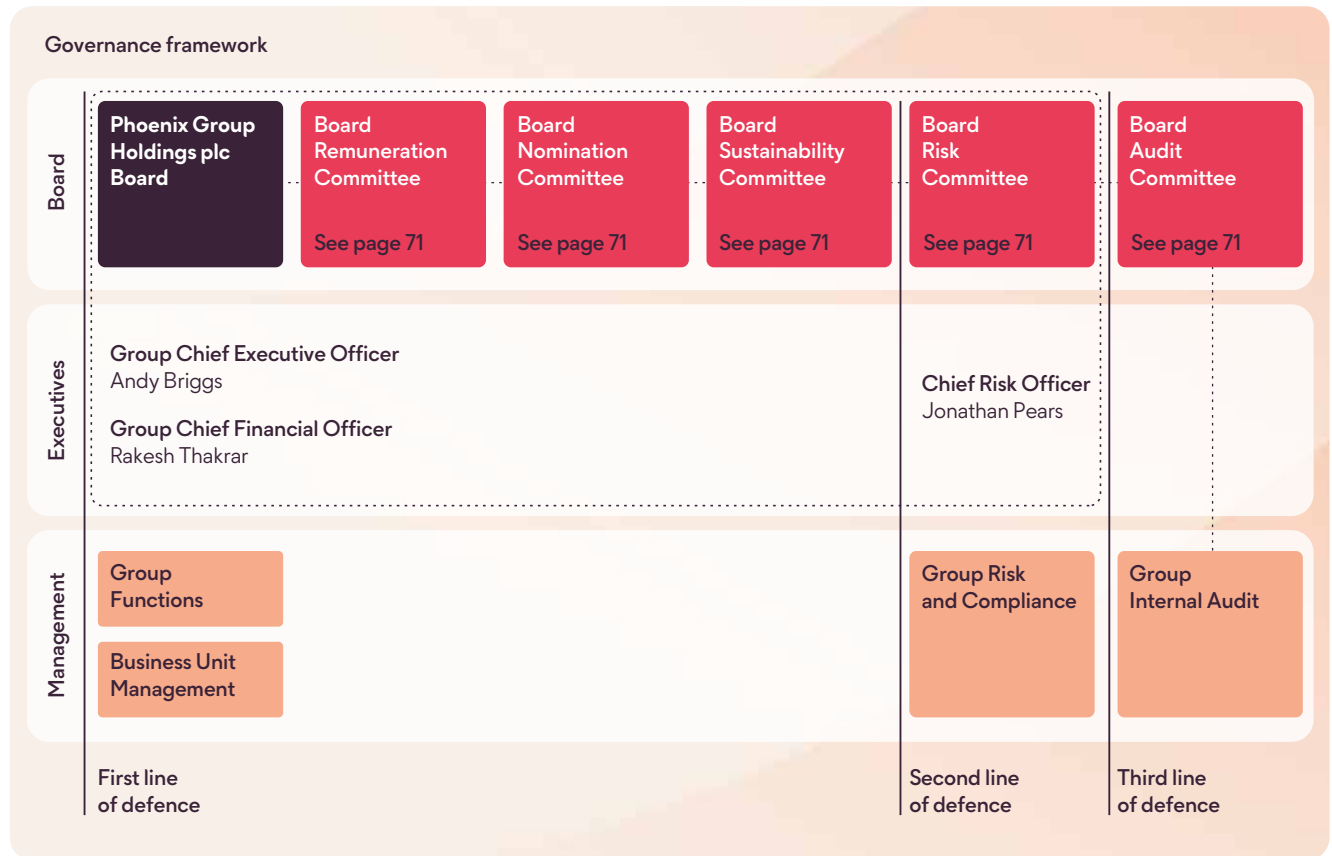 Governance framework
Board
Phoenix Group
Holdings plc
Board
Board
Remuneration
Committee
See page 71
Board
Nomination
Committee
See page 71
Board
Sustainability
Committee
See page 71
Board
Risk
Committee
See page 71
Board
Audit
Committee
See page 71
Executives
Group Chief Executive Officer
Andy Briggs
Group Chief Financial Officer
Rakesh Thakrar
Chief Risk Officer
Jonathan Pears
Management
Group
Functions
Business Unit
Management
Group Risk
and Compliance
Group
Internal Audit
First line
of defence
Second line
of defence
Third line
of defence